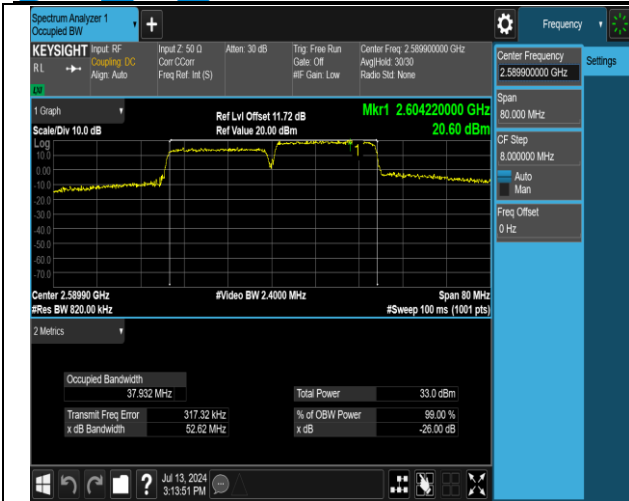 Spectrum Analyzer 1
Occupied BW
Frequency
KEYSIGHT
RL
Input: RF
Coupling: DC
Align: Auto
Input Z: 50 Ω
Corr CCorr
Freq Ref: Int (S)
Atten: 30 dB
Trig: Free Run
Gate: Off
#IF Gain: Low
Center Freq: 2.589900000 GHz
Avg|Hold: 30/30
Radio Std: None
Center Frequency
2.589900000 GHz
Settings
Span
80.000 MHz
CF Step
8.000000 MHz
Auto
Man
Freq Offset
0 Hz
1 Graph
Scale/Div 10.0 dB
Ref Lvl Offset 11.72 dB
Ref Value 20.00 dBm
Mkr1 2.604220000 GHz
20.60 dBm
Log
10.0
0.00
-10.0
-20.0
-30.0
-40.0
-50.0
-60.0
-70.0
1
Center 2.58990 GHz
#Res BW 820.00 kHz
#Video BW 2.4000 MHz
Span 80 MHz
#Sweep 100 ms (1001 pts)
2 Metrics
Occupied Bandwidth
37.932 MHz
Total Power 33.0 dBm
Transmit Freq Error 317.32 kHz
% of OBW Power 99.00 %
x dB Bandwidth 52.62 MHz
x dB -26.00 dB
?
Jul 13, 2024
3:13:51 PM